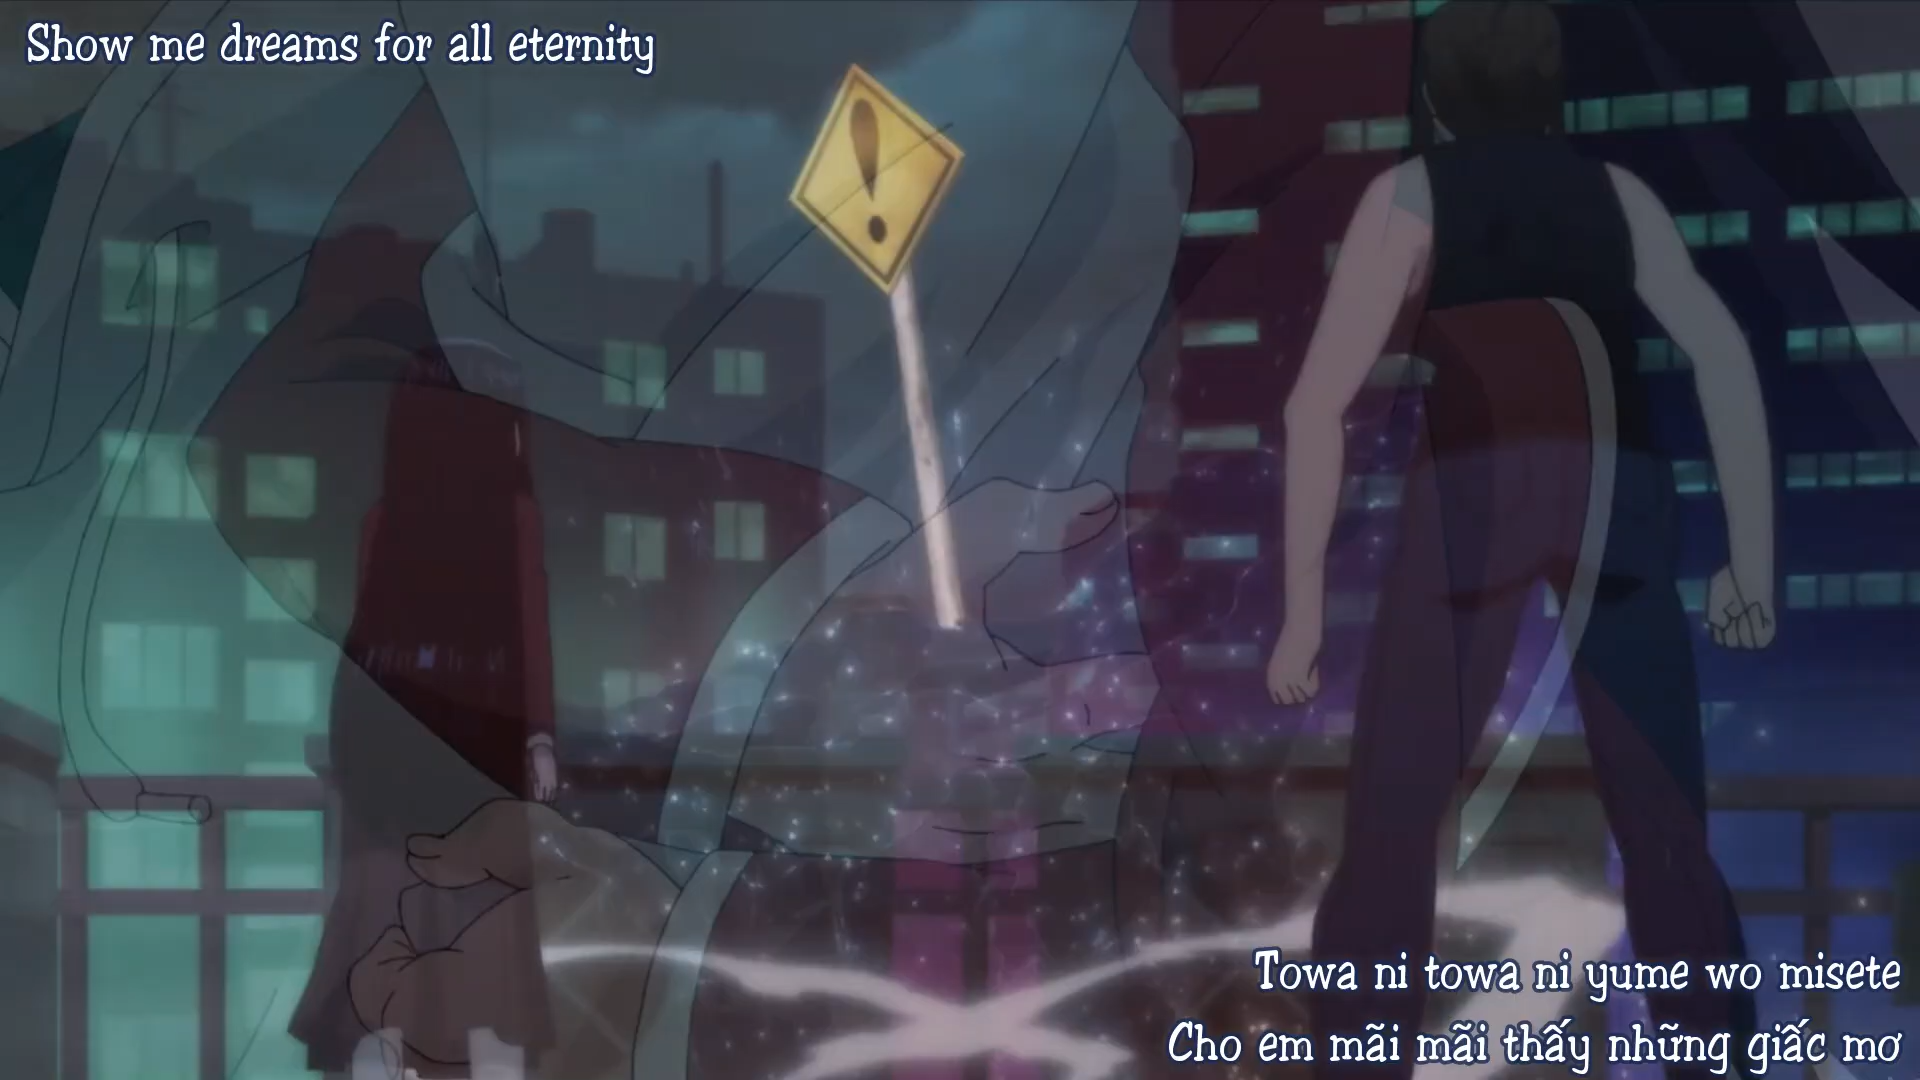 Show me dreams for all eternity
!
Towa ni towa ni yume wo misete
Cho em mãi mãi thấy những giấc mơ